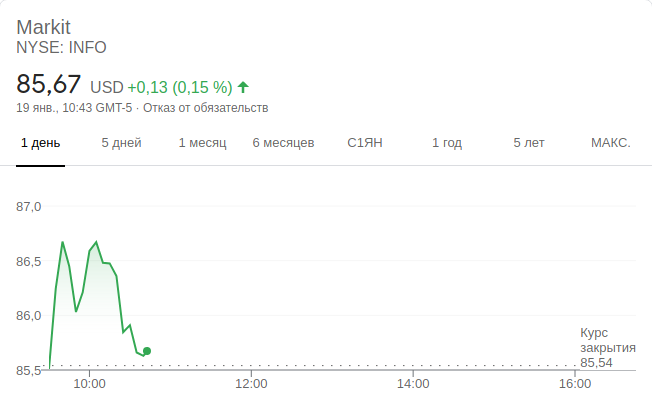 Markit
NYSE: INFO
85,67 USD +0,13 (0,15 %)
19 янв., 10:43 GMT-5 · Отказ от обязательств
1 день 5 дней 1 месяц 6 месяцев С1ЯН 1 год 5 лет МАКС.
87,0
86,5
86,0
85,5
Курс
закрытия
85,54
10:00 12:00 14:00 16:00